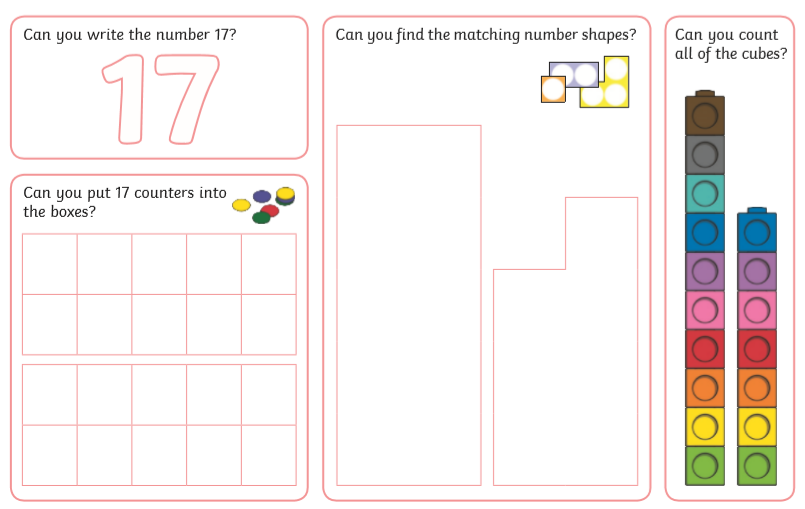 Can you write the number 17?
17
Can you put 17 counters into
the boxes?
Can you find the matching number shapes?
Can you count
all of the cubes?